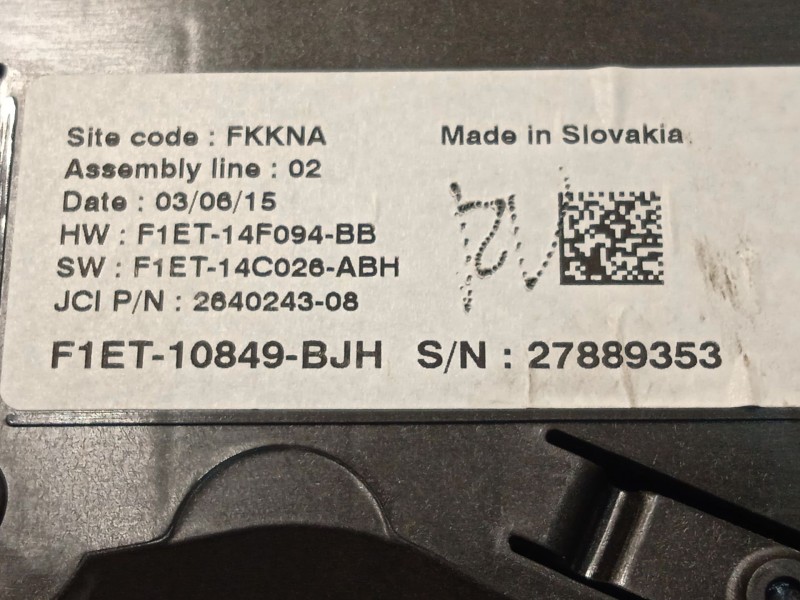 Site code : FKKNA
Made in Slovakia
Assembly line : 02
Date : 03/06/15
HW : F1ET-14F094-BB
SW : F1ET-14C026-ABH
JCI P/N : 2640243-08
F1ET-10849-BJH S/N : 27889353